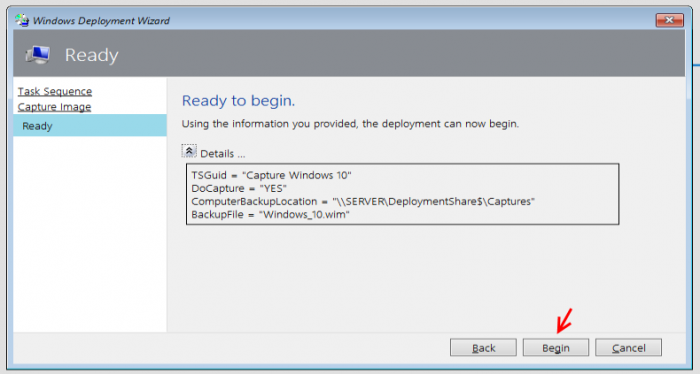 Windows Deployment Wizard
Ready
Task Sequence
Capture Image
Ready
Ready to begin.
Using the information you provided, the deployment can now begin.
Details ...
TSGuid = "Capture Windows 10"
DoCapture = "YES"
ComputerBackupLocation = "\\SERVER\DeploymentShare$\Captures"
BackupFile = "Windows_10.wim"
Back Begin Cancel